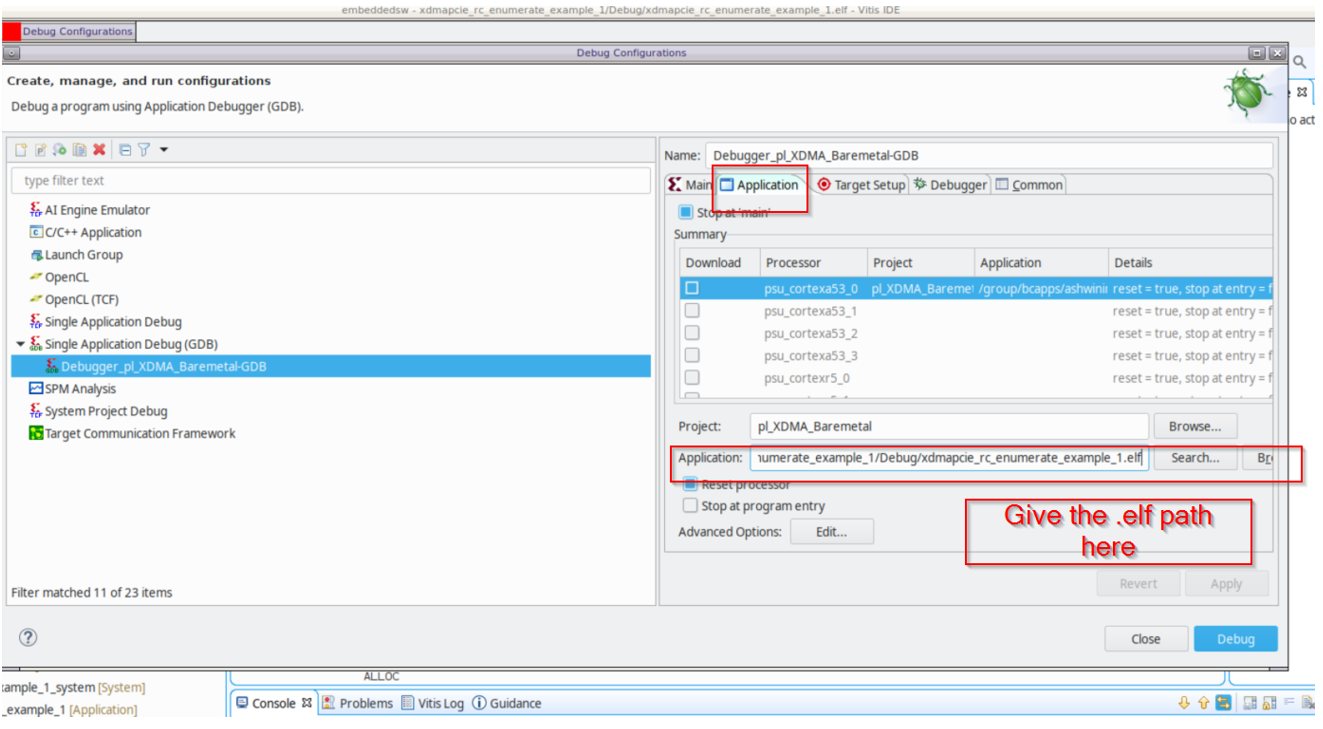 embeddedsw - xdmapcie_rc_enumerate_example_1/Debug/xdmapcie_rc_enumerate_example_1.elf - Vitis IDE
Debug Configurations
Debug Configurations
Create, manage, and run configurations
Debug a program using Application Debugger (GDB).
type filter text
AI Engine Emulator
C/C++ Application
Launch Group
OpenCL
OpenCL (TCF)
Single Application Debug
Single Application Debug (GDB)
Debugger_pl_XDMA_Baremetal-GDB
SPM Analysis
System Project Debug
Target Communication Framework
Filter matched 11 of 23 items
Name: Debugger_pl_XDMA_Baremetal-GDB
Main Application Target Setup Debugger Common
Stop at 'main'
Summary
Download Processor Project Application Details
psu_cortexa53_0 pl_XDMA_Baremet /group/bcapps/ashwini reset = true, stop at entry = f
psu_cortexa53_1 reset = true, stop at entry = f
psu_cortexa53_2 reset = true, stop at entry = f
psu_cortexa53_3 reset = true, stop at entry = f
psu_cortexr5_0 reset = true, stop at entry = f
Project: pl_XDMA_Baremetal Browse...
Application: numerate_example_1/Debug/xdmapcie_rc_enumerate_example_1.elf Search... Bro
Reset processor
Stop at program entry
Advanced Options: Edit...
Give the .elf path
here
Revert Apply
Close Debug
o act
ALLOC
ample_1_system [System]
_example_1 [Application]
Console Problems Vitis Log Guidance